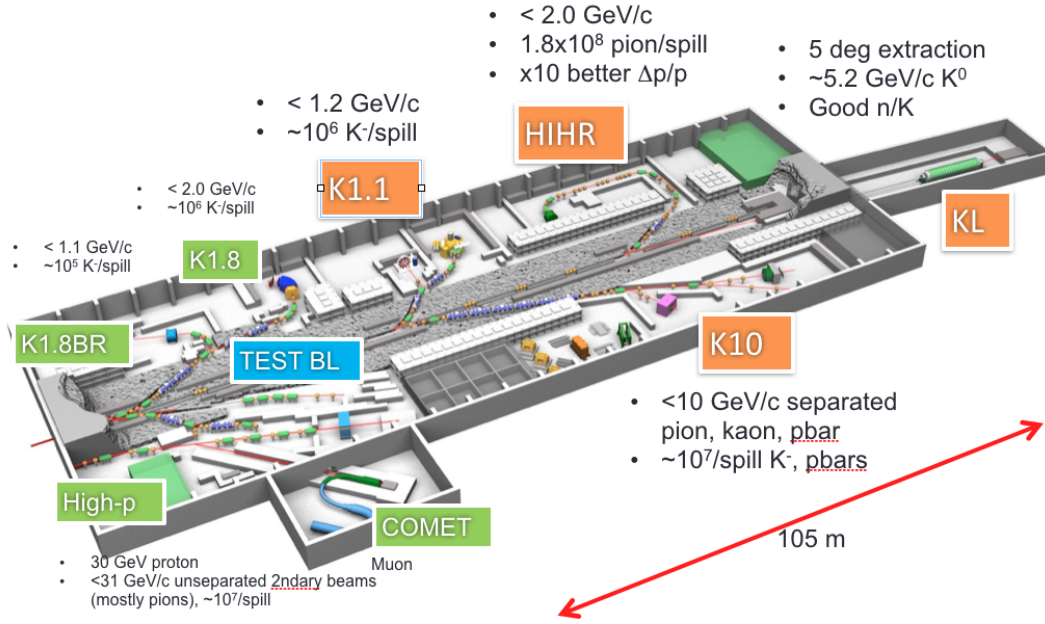 • < 2.0 GeV/c
• 1.8x10⁸ pion/spill
• x10 better Δp/p
• 5 deg extraction
• ~5.2 GeV/c K⁰
• Good n/K
• < 1.2 GeV/c
• ~10⁶ K⁻/spill
HIHR
K1.1
• < 2.0 GeV/c
• ~10⁶ K⁻/spill
KL
• < 1.1 GeV/c
• ~10⁵ K⁻/spill
K1.8
K1.8BR
TEST BL
K10
• <10 GeV/c separated
pion, kaon, pbar
• ~10⁷/spill K⁻, pbars
High-p
COMET
105 m
• 30 GeV proton
• <31 GeV/c unseparated 2ndary beams
(mostly pions), ~10⁷/spill
Muon